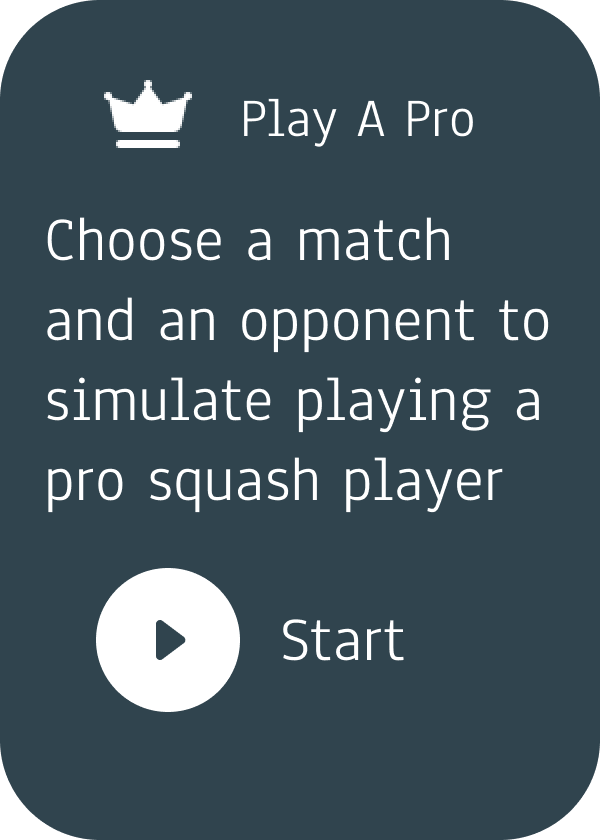 Play A Pro
Choose a match
and an opponent to
simulate playing a
pro squash player
Start